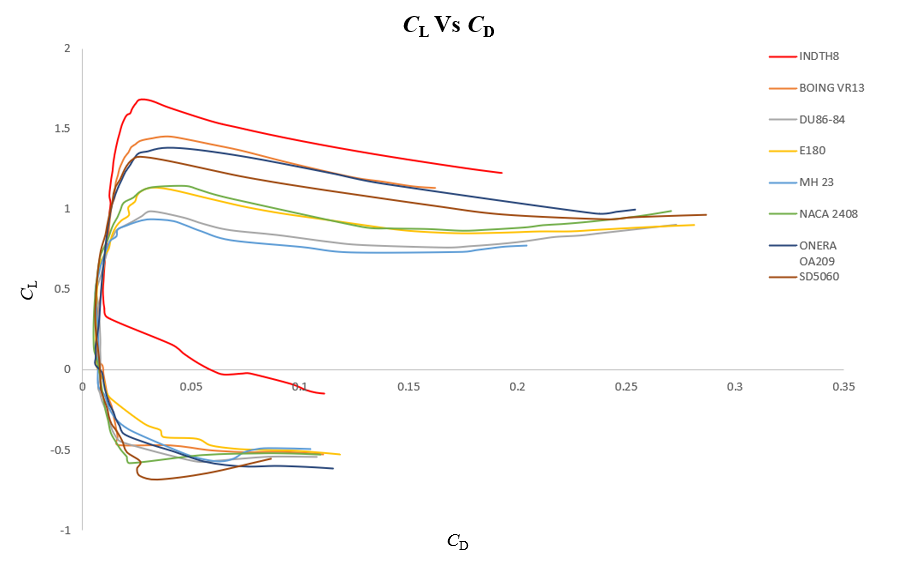 CL Vs CD
2
1.5
1
0.5
0
-0.5
-1
0
0.05
0.1
0.15
0.2
0.25
0.3
0.35
CL
CD
INDTH8
BOING VR13
DU86-84
E180
MH 23
NACA 2408
ONERA
OA209
SD5060